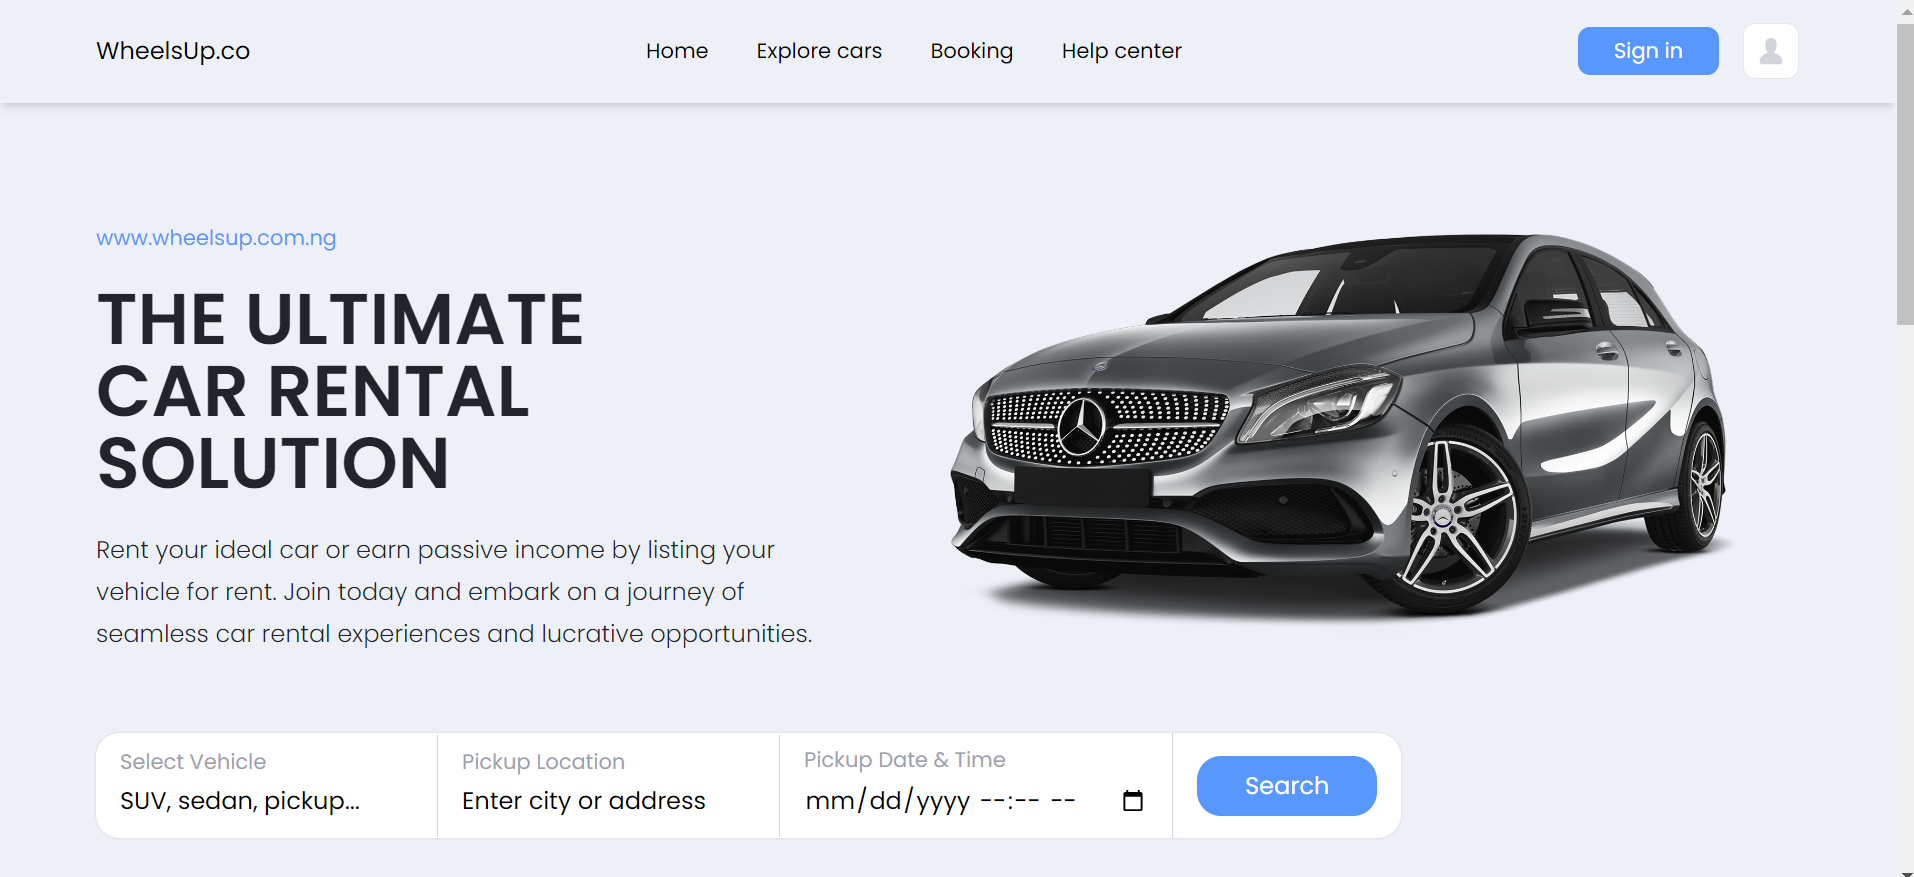 WheelsUp.co
Home Explore cars Booking Help center
Sign in
www.wheelsup.com.ng
THE ULTIMATE
CAR RENTAL
SOLUTION
Rent your ideal car or earn passive income by listing your
vehicle for rent. Join today and embark on a journey of
seamless car rental experiences and lucrative opportunities.
Select Vehicle
SUV, sedan, pickup...
Pickup Location
Enter city or address
Pickup Date & Time
mm/dd/yyyy --:-- --
Search